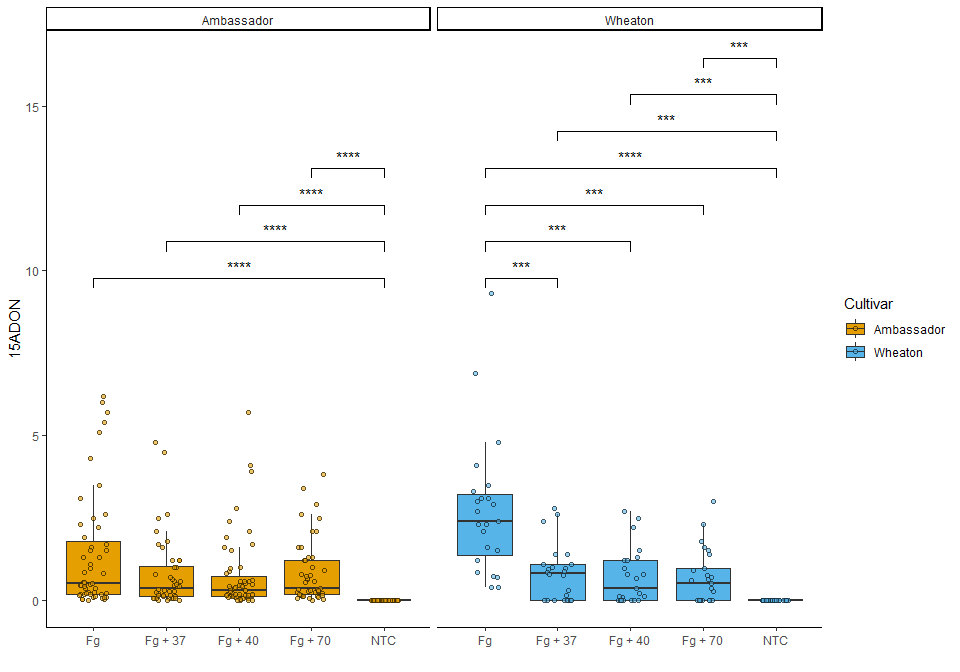 Ambassador
Wheaton
***
***
***
****
****
****
***
****
***
****
****
***
15ADON
15
10
5
0
Fg
Fg + 37
Fg + 40
Fg + 70
NTC
Fg
Fg + 37
Fg + 40
Fg + 70
NTC
Cultivar
Ambassador
Wheaton